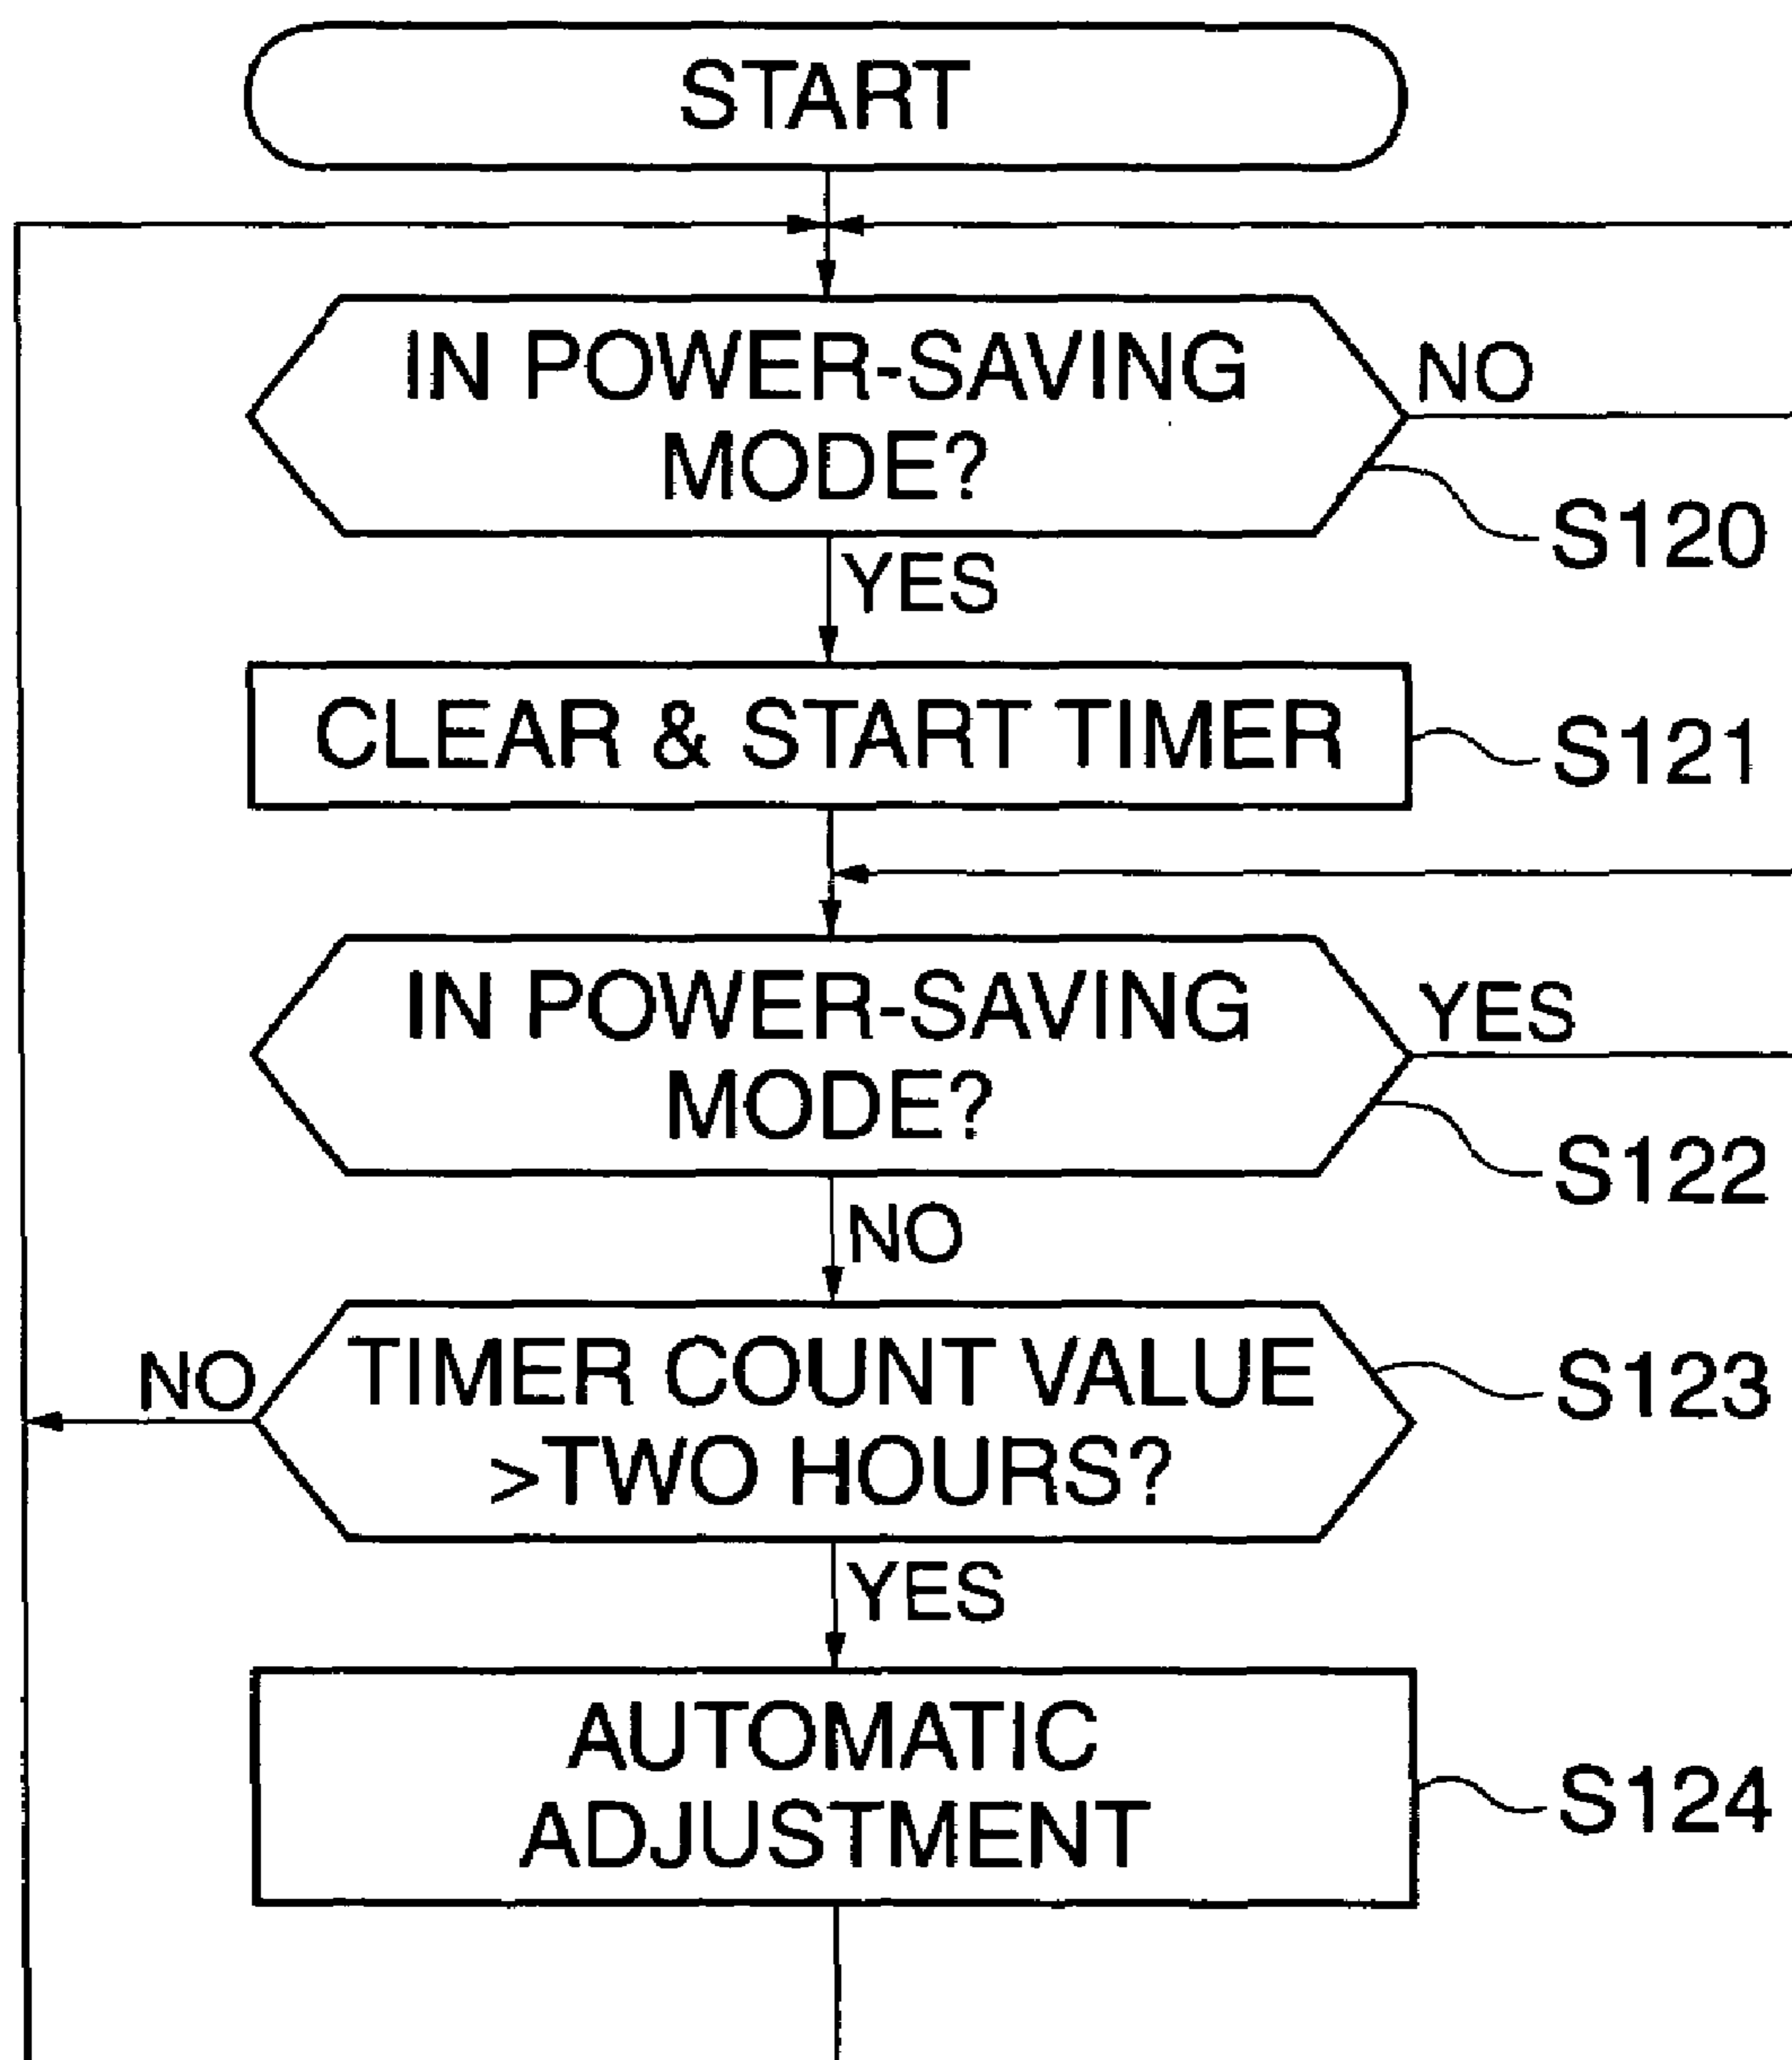 START
IN POWER-SAVING
MODE?
NO
S120
YES
CLEAR & START TIMER
S121
IN POWER-SAVING
MODE?
YES
S122
NO
TIMER COUNT VALUE
>TWO HOURS?
NO
S123
YES
AUTOMATIC
ADJUSTMENT
S124